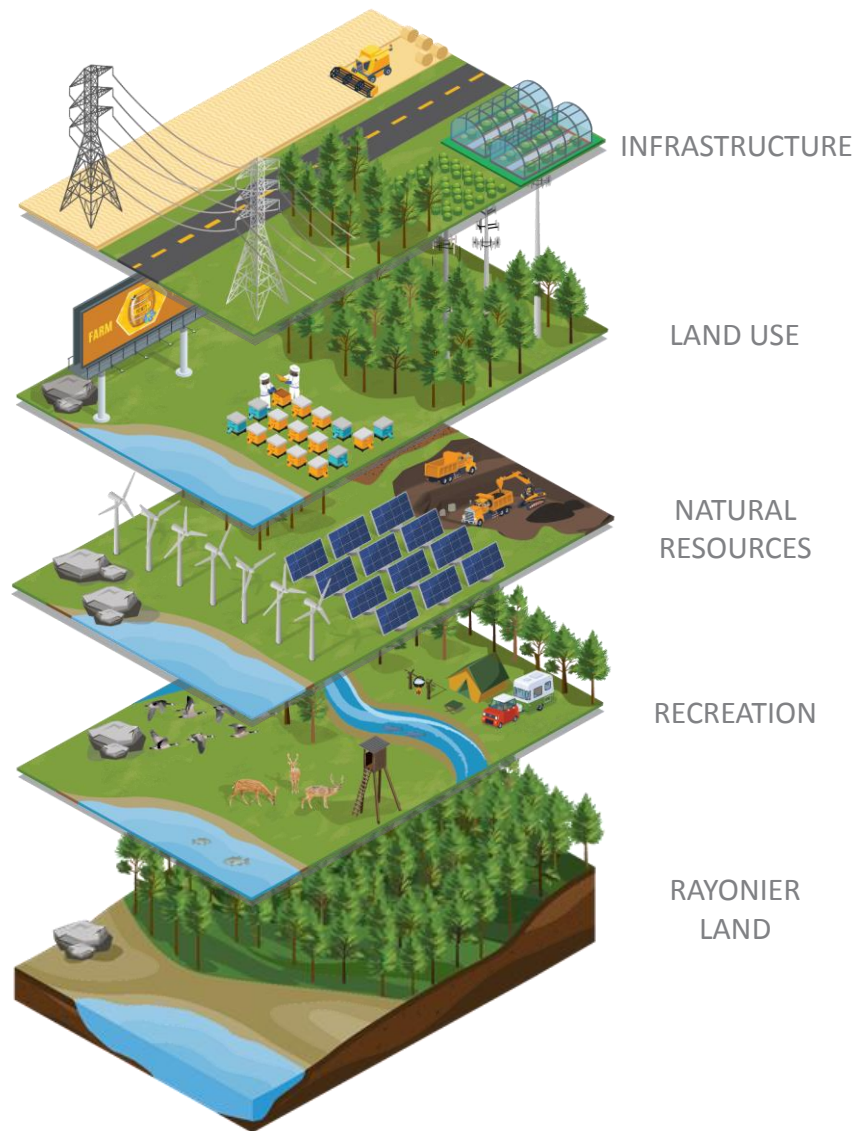 INFRASTRUCTURE
FARM
LAND USE
NATURAL
RESOURCES
RECREATION
RAYONIER
LAND